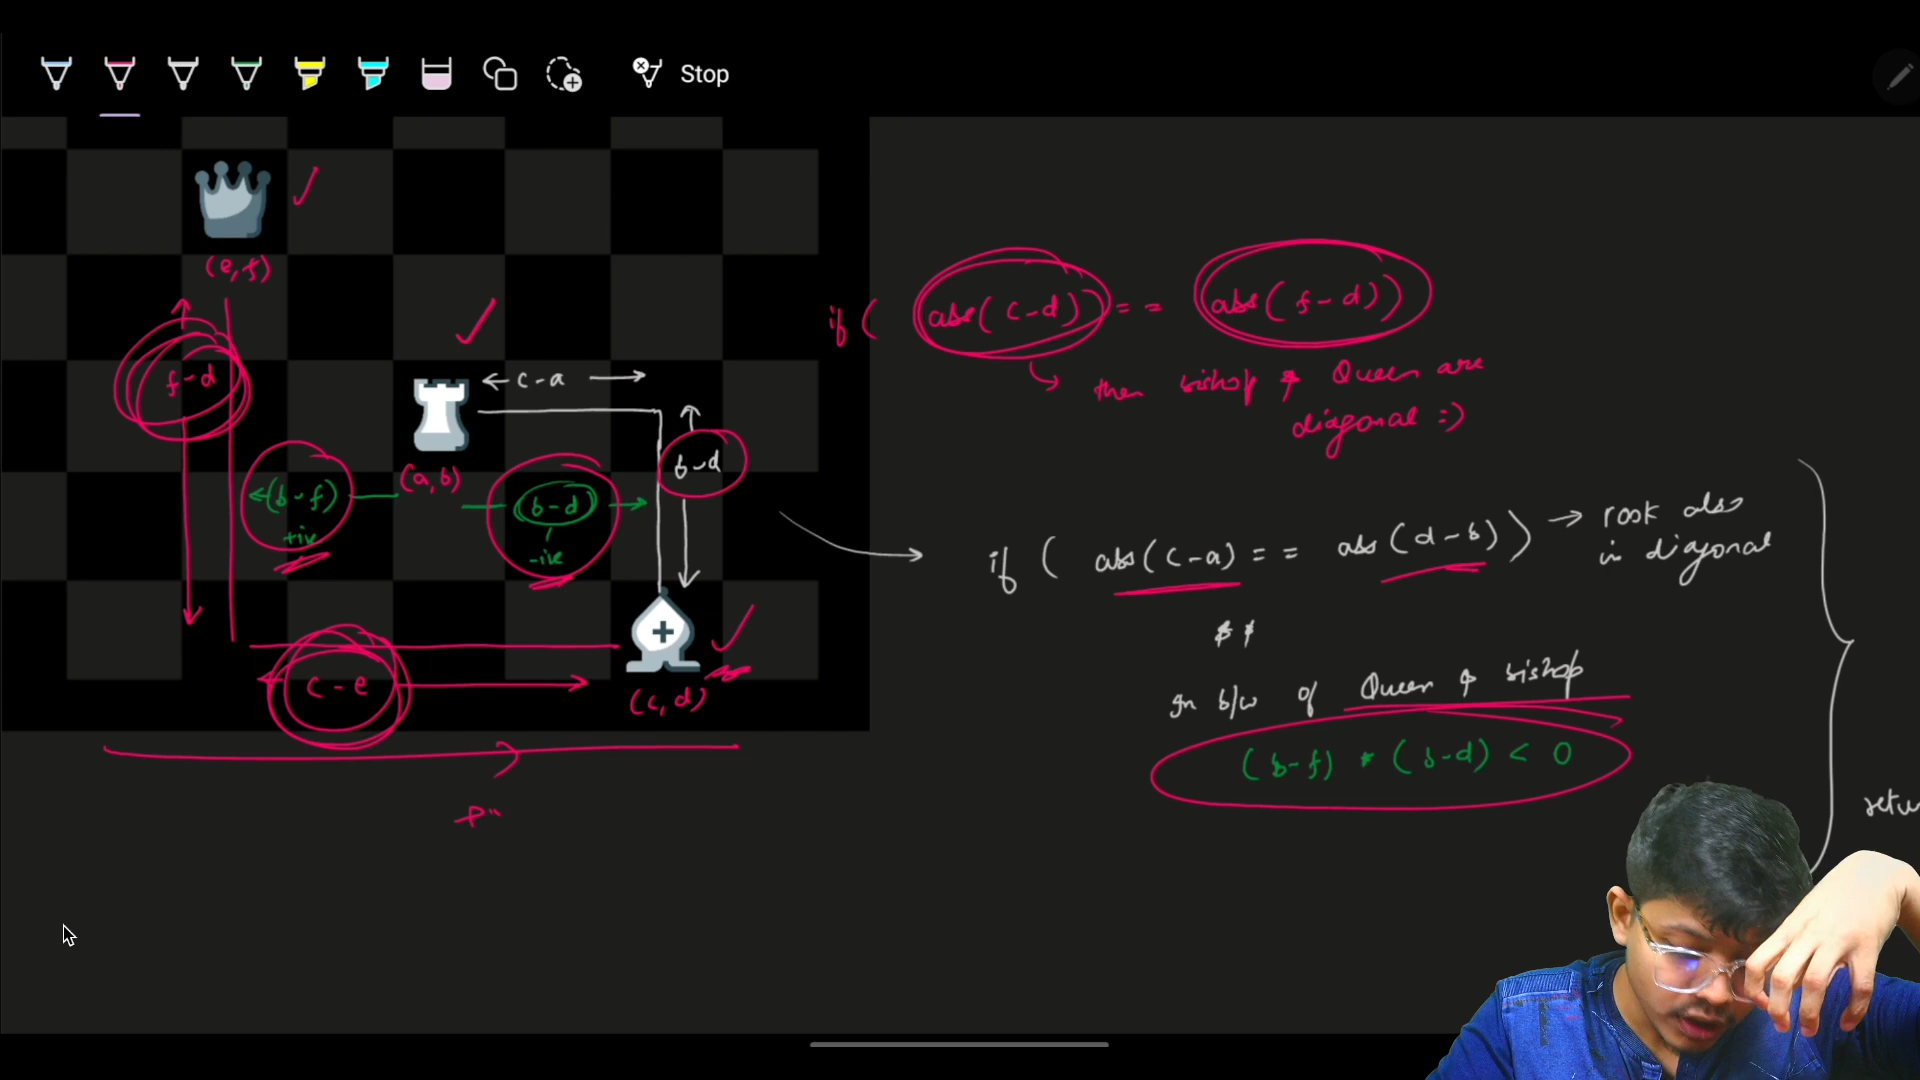 Stop
(e, f)
f-d
c-a
b-d
(a, b)
(b-f)
+ive
b-d
-ive
c-e
(c, d)
if ( abs( c-d) ) == abs( f-d) )
then bishop & Queen are
diagonal :)
if ( abs( c-a) == abs (d-b) ) → rook also
in diagonal
&&
In b/w of Queen & bishop
(b-f) * (b-d) < 0